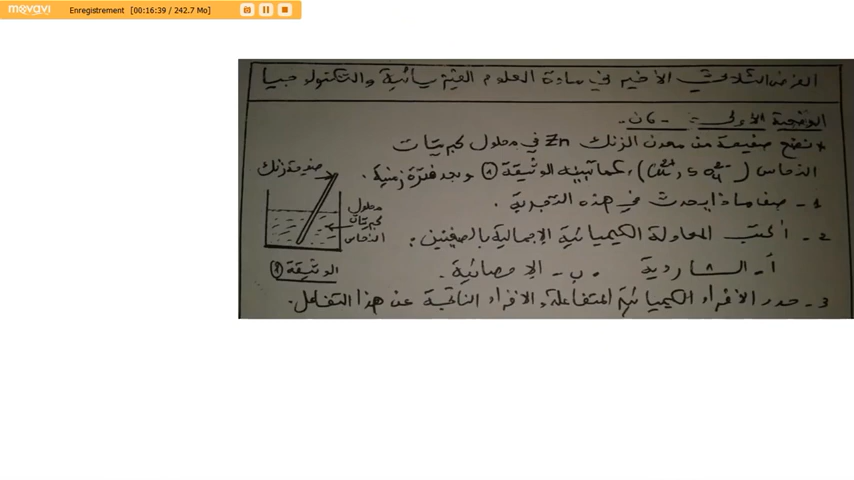 movavi Enregistrement [00:16:39 / 242.7 Mo]
الفرض الثلاثي الأخير في مادة العلوم الفيزيائية والتكنولوجيا
الوضعية الأولى :
* نضع صفيحة من معدن الزنك Zn في محلول كبريتات
النحاس (Cu²⁺, SO₄²⁻)، كما تبينه الوثيقة ① وبعد فترة زمنية.
1 - صف ماذا يحدث في هذه التجربة.
2 - أكتب المعادلة الكيميائية الإجمالية بالصيغتين :
أ - الشاردية . ب - الإحصائية .
3 - حدد الأفراد الكيميائية المتفاعلة والأفراد الناتجة عن هذا التفاعل.
صفيحة زنك
محلول
كبريتات
النحاس
الوثيقة ①